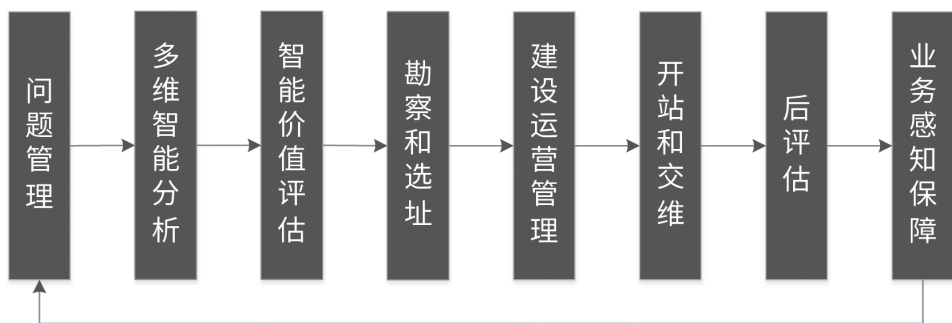 问题管理
多维智能分析
智能价值评估
勘察和选址
建设运营管理
开站和交维
后评估
业务感知保障